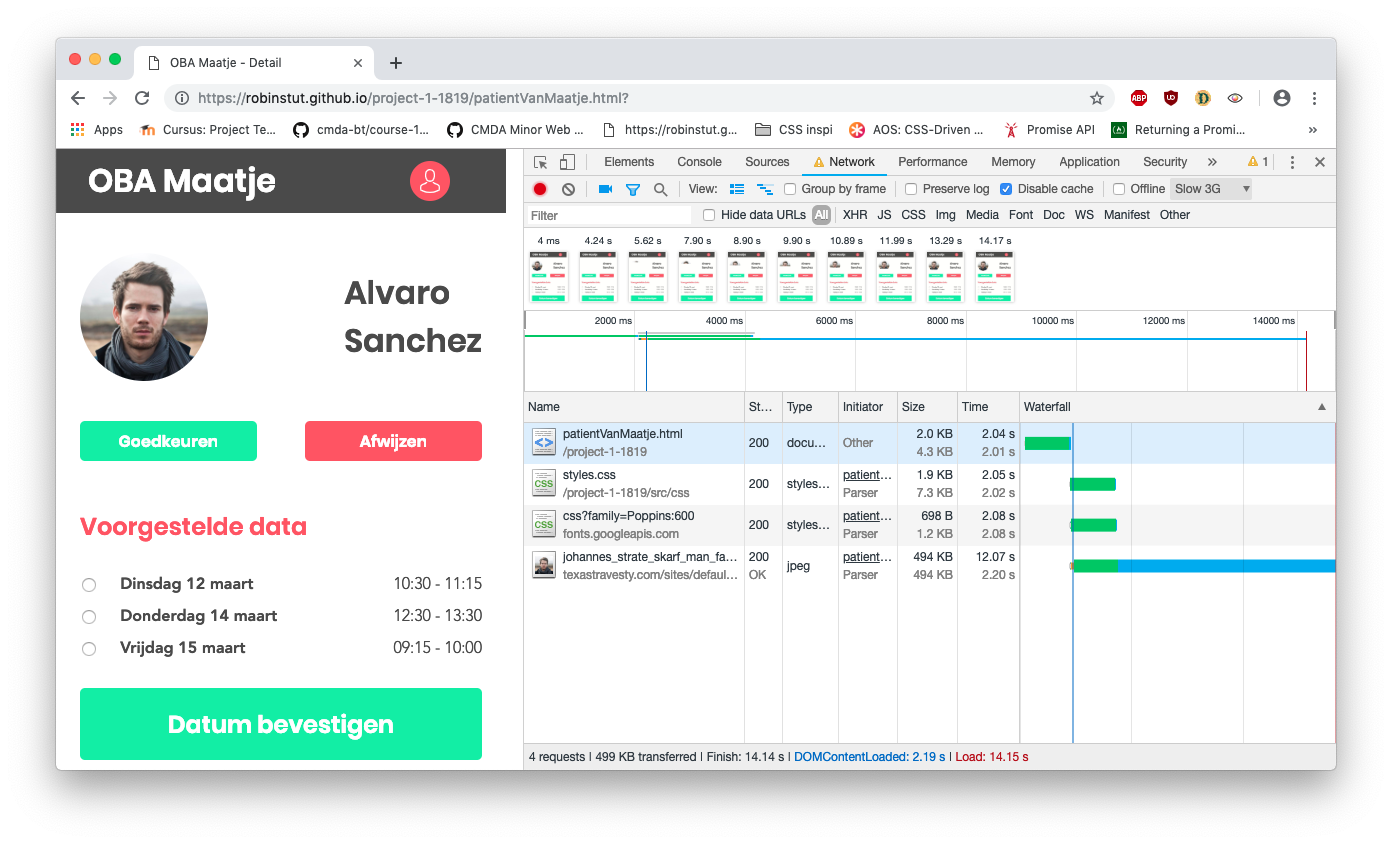 OBA Maatje - Detail
https://robinstut.github.io/project-1-1819/patientVanMaatje.html?
ABP
UD
Apps Cursus: Project Te... cmda-bt/course-1... CMDA Minor Web ... https://robinstut.g... CSS inspi AOS: CSS-Driven ... Promise API Returning a Promi... »
OBA Maatje
Alvaro
Sanchez
Goedkeuren Afwijzen
Voorgestelde data
Dinsdag 12 maart 10:30 - 11:15
Donderdag 14 maart 12:30 - 13:30
Vrijdag 15 maart 09:15 - 10:00
Datum bevestigen
Elements Console Sources Network Performance Memory Application Security » 1
View: Group by frame Preserve log Disable cache Offline Slow 3G
Filter Hide data URLs All XHR JS CSS Img Media Font Doc WS Manifest Other
4 ms 4.24 s 5.62 s 7.90 s 8.90 s 9.90 s 10.89 s 11.99 s 13.29 s 14.17 s
2000 ms 4000 ms 6000 ms 8000 ms 10000 ms 12000 ms 14000 ms
Name St... Type Initiator Size Time Waterfall
patientVanMaatje.html 200 docu... Other 2.0 KB 2.04 s
/project-1-1819 4.3 KB 2.01 s
styles.css 200 styles... patient... 1.9 KB 2.05 s
/project-1-1819/src/css Parser 7.3 KB 2.02 s
css?family=Poppins:600 200 styles... patient... 698 B 2.08 s
fonts.googleapis.com Parser 1.2 KB 2.08 s
johannes_strate_skarf_man_fa... 200 jpeg patient... 494 KB 12.07 s
texastravesty.com/sites/defaul... OK Parser 494 KB 2.20 s
4 requests | 499 KB transferred | Finish: 14.14 s | DOMContentLoaded: 2.19 s | Load: 14.15 s